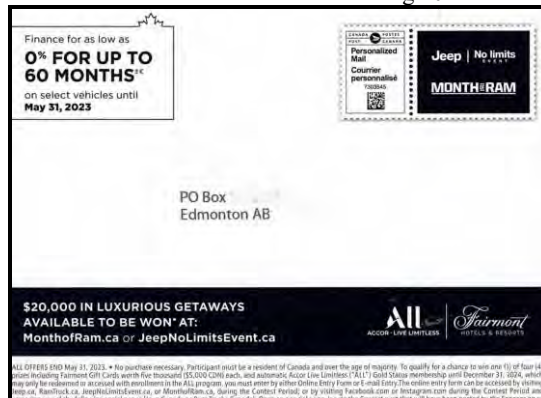 Finance for as low as
0% FOR UP TO
60 MONTHS‡€
on select vehicles until
May 31, 2023
CANADA POSTES
POST CANADA
Personalized
Mail
Courrier
personnalisé
7303845
Jeep | No limits
EVENT
MONTH OF RAM
PO Box
Edmonton AB
$20,000 IN LUXURIOUS GETAWAYS
AVAILABLE TO BE WON* AT:
MonthofRam.ca or JeepNoLimitsEvent.ca
ALL
ACCOR LIVE LIMITLESS
Fairmont
HOTELS & RESORTS
ALL OFFERS END May 31, 2023. • No purchase necessary. Participant must be a resident of Canada and over the age of majority. To qualify for a chance to win one (1) of four (4)
prizes including Fairmont Gift Cards worth five thousand ($5,000 CDN) each, and automatic Accor Live Limitless ("ALL") Gold Status membership until December 31, 2024, which
may only be redeemed or accessed with enrollment in the ALL program, you must enter by either Online Entry Form or E-mail Entry. The online entry form can be accessed by visiting
Jeep.ca, RamTruck.ca, JeepNoLimitsEvent.ca, or MonthofRam.ca, during the Contest Period; or by visiting Facebook.com or Instagram.com during the Contest Period and